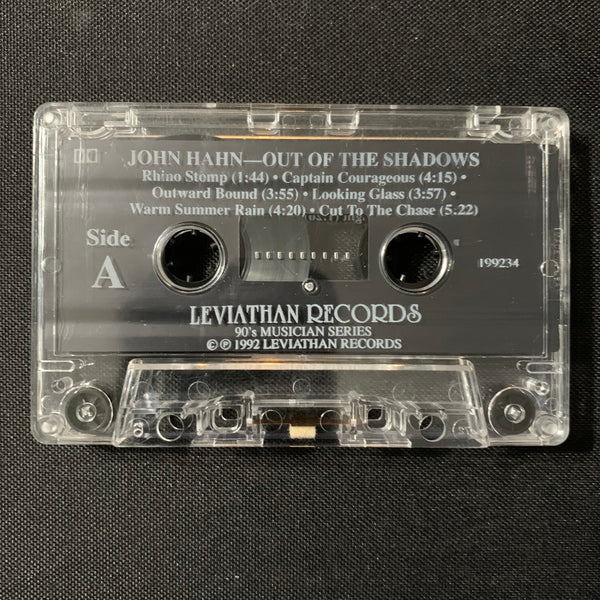 JOHN HAHN—OUT OF THE SHADOWS
Rhino Stomp (1:44) • Captain Courageous (4:15) •
Outward Bound (3:55) • Looking Glass (3:57) •
Warm Summer Rain (4:20) • Cut To The Chase (5.22)
Side
A
199234
LEVIATHAN RECORDS
90's MUSICIAN SERIES
© ℗ 1992 LEVIATHAN RECORDS